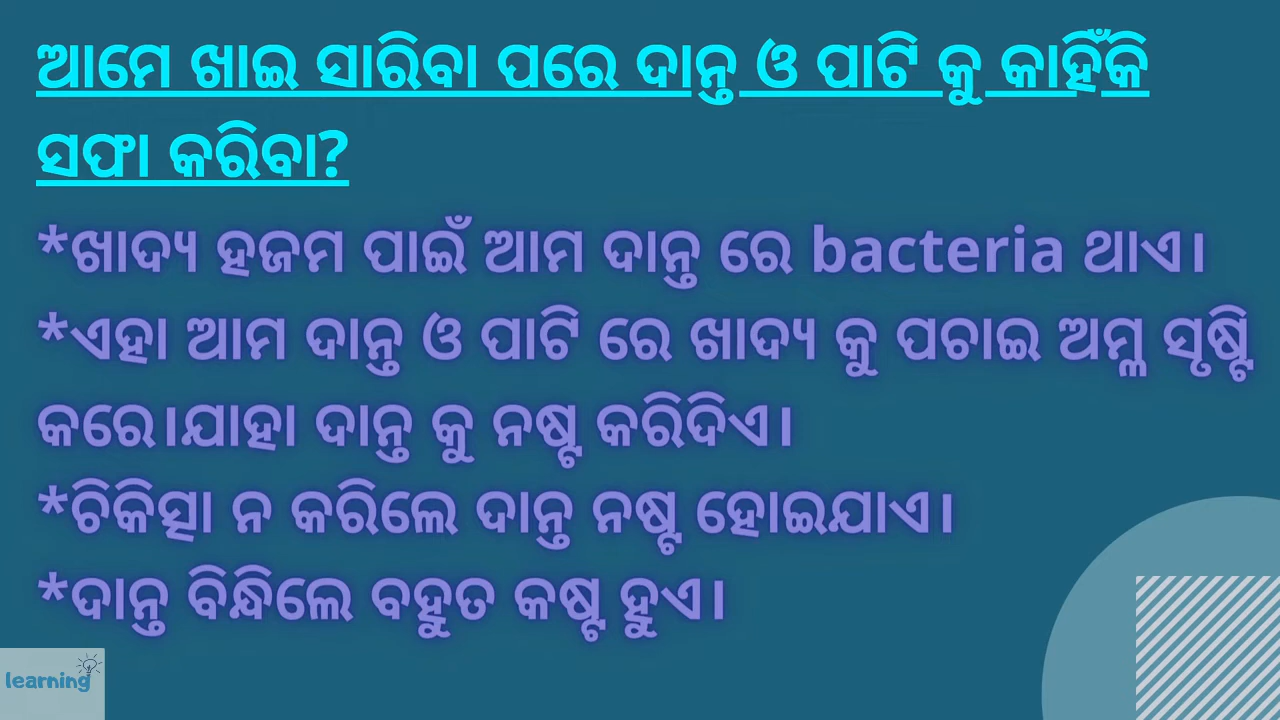 ଆମେ ଖାଇ ସାରିବା ପରେ ଦାନ୍ତ ଓ ପାଟି କୁ କାହିଁକି
ସଫା କରିବା?
*ଖାଦ୍ୟ ହଜମ ପାଇଁ ଆମ ଦାନ୍ତ ରେ bacteria ଥାଏ।
*ଏହା ଆମ ଦାନ୍ତ ଓ ପାଟି ରେ ଖାଦ୍ୟ କୁ ପଚାଇ ଅମ୍ଳ ସୃଷ୍ଟି
କରେ।ଯାହା ଦାନ୍ତ କୁ ନଷ୍ଟ କରିଦିଏ।
*ଚିକିତ୍ସା ନ କରିଲେ ଦାନ୍ତ ନଷ୍ଟ ହୋଇଯାଏ।
*ଦାନ୍ତ ବିନ୍ଧିଲେ ବହୁତ କଷ୍ଟ ହୁଏ।
learning